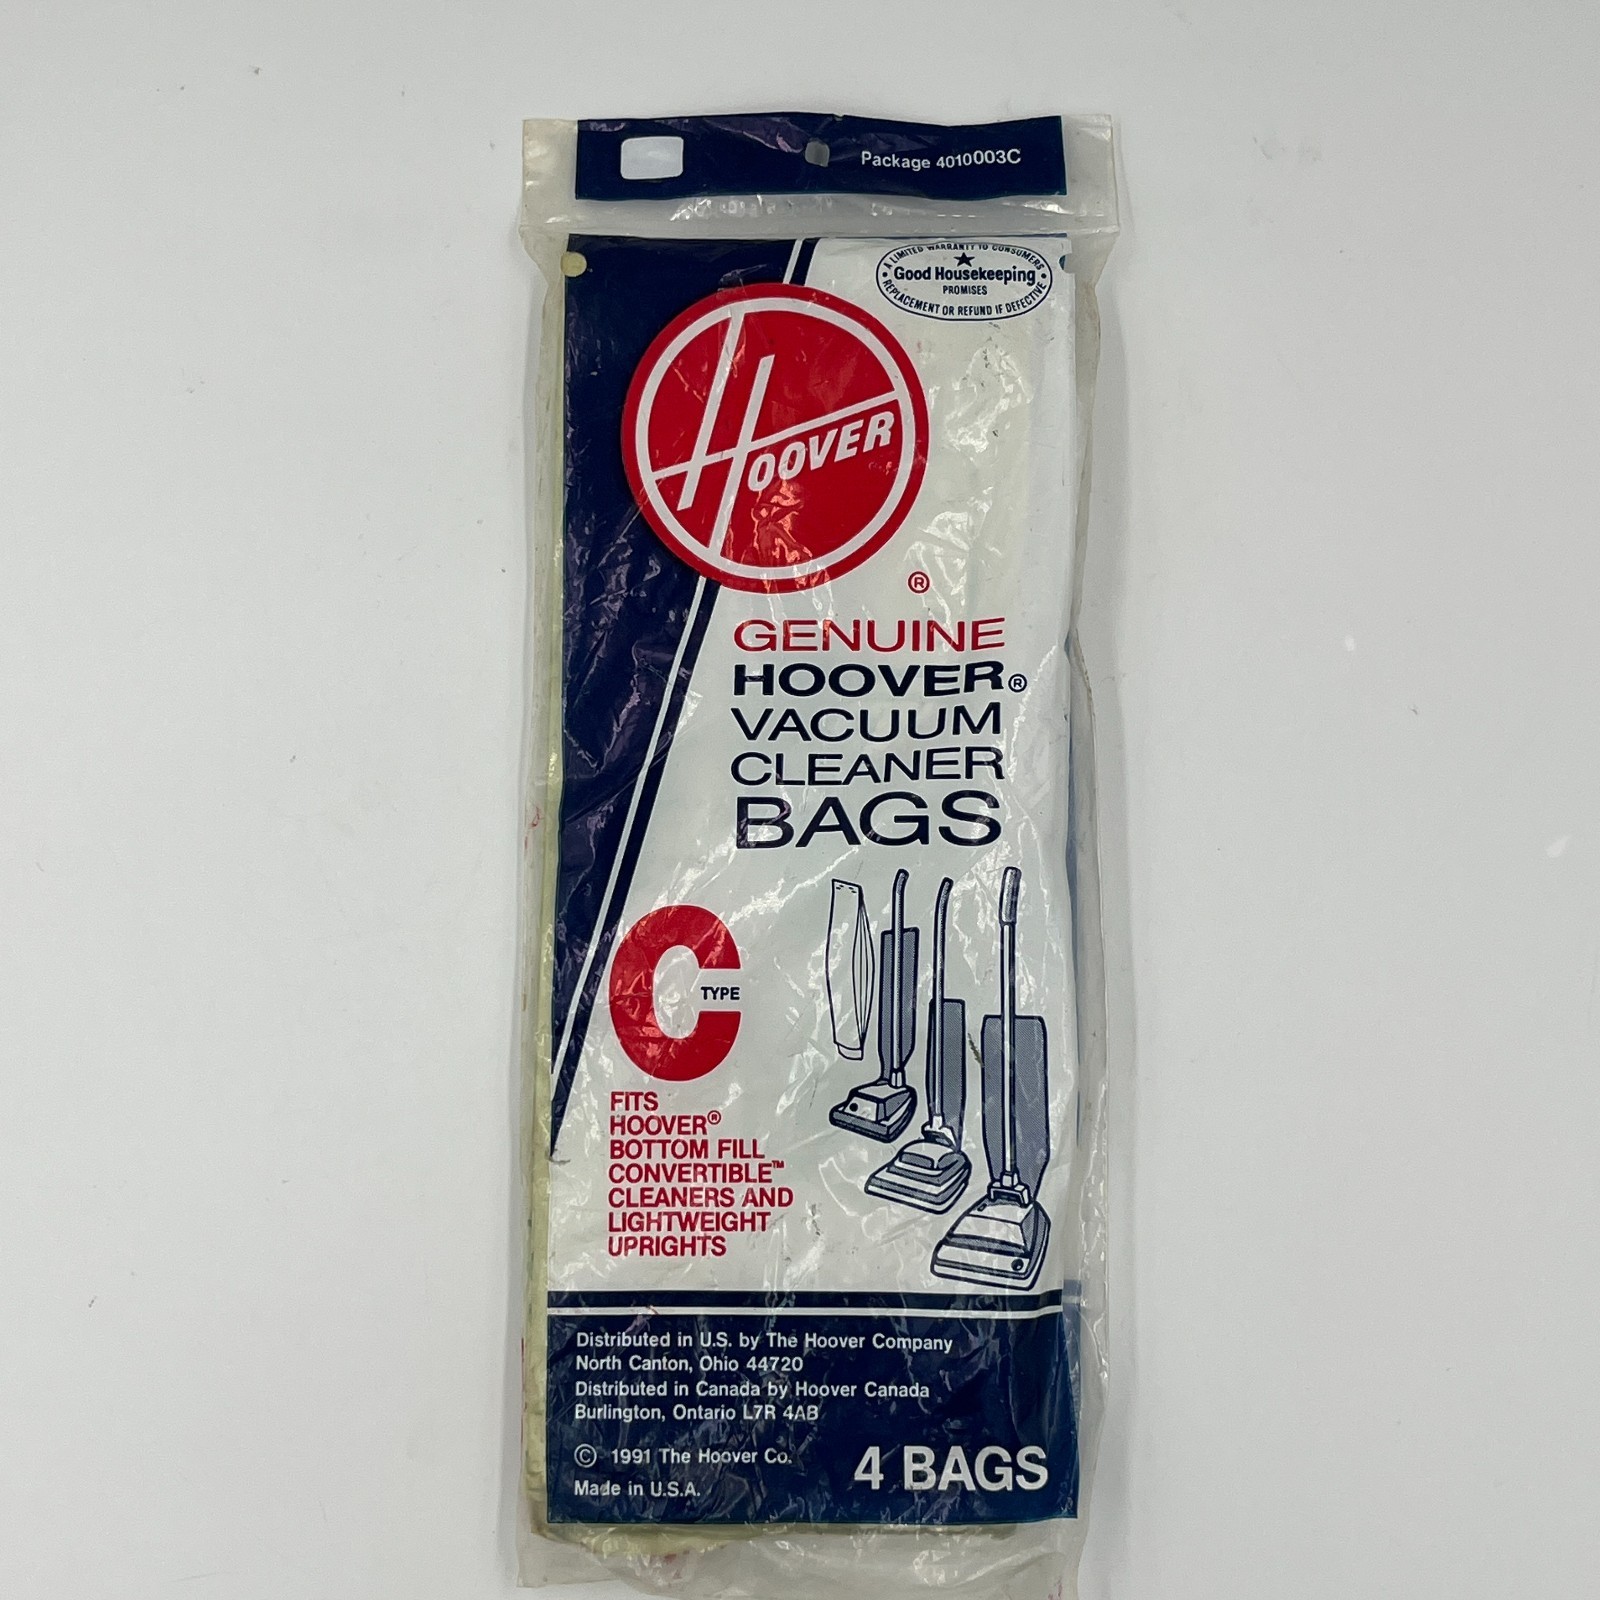 Package 4010003C
A LIMITED WARRANTY TO CONSUMERS
Good Housekeeping
PROMISES
REPLACEMENT OR REFUND IF DEFECTIVE
HOOVER
®
GENUINE
HOOVER®
VACUUM
CLEANER
BAGS
C TYPE
FITS
HOOVER®
BOTTOM FILL
CONVERTIBLE™
CLEANERS AND
LIGHTWEIGHT
UPRIGHTS
Distributed in U.S. by The Hoover Company
North Canton, Ohio 44720
Distributed in Canada by Hoover Canada
Burlington, Ontario L7R 4AB
© 1991 The Hoover Co.
Made in U.S.A.
4 BAGS